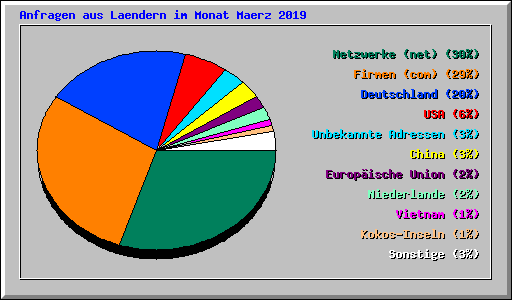 Anfragen aus Laendern im Monat Maerz 2019
Netzwerke (net) (30%)
Firmen (com) (29%)
Deutschland (20%)
USA (6%)
Unbekannte Adressen (3%)
China (3%)
Europäische Union (2%)
Niederlande (2%)
Vietnam (1%)
Kokos-Inseln (1%)
Sonstige (3%)